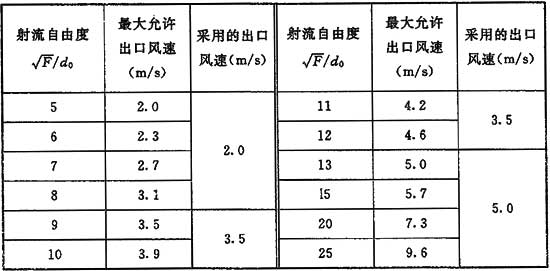 射流自由度 √F/d₀ 最大允许出口风速 (m/s) 采用的出口风速(m/s) 射流自由度 √F/d₀ 最大允许出口风速 (m/s) 采用的出口风速(m/s)
5 2.0 2.0 11 4.2 3.5
6 2.3 12 4.6
7 2.7 13 5.0 5.0
8 3.1 15 5.7
9 3.5 3.5 20 7.3
10 3.9 25 9.6